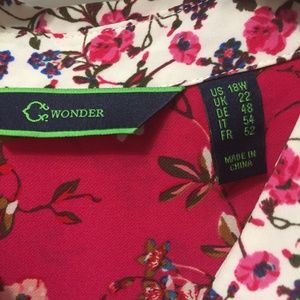 C. WONDER
US 18W
UK 22
DE 48
IT 54
FR 52
MADE IN
CHINA